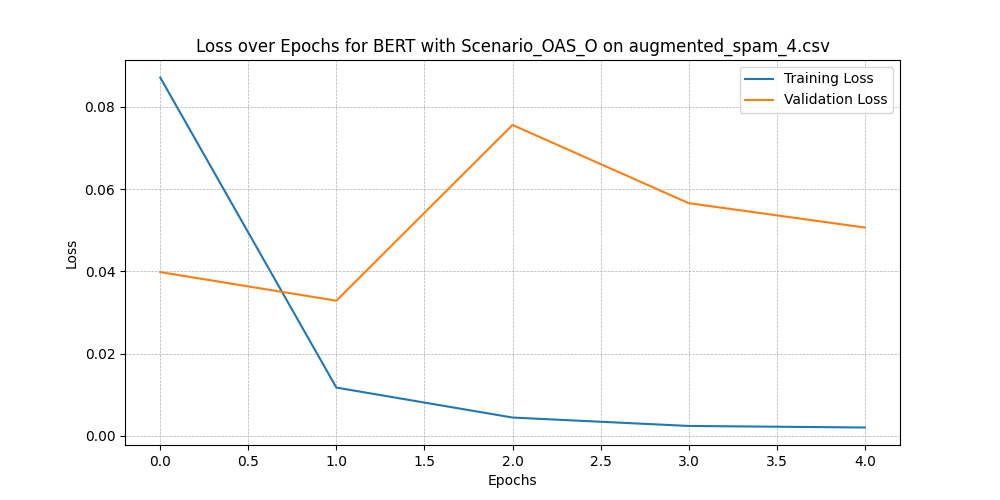 Loss over Epochs for BERT with Scenario_OAS_O on augmented_spam_4.csv
Training Loss
Validation Loss
0.08
0.06
0.04
0.02
0.00
Loss
0.0 0.5 1.0 1.5 2.0 2.5 3.0 3.5 4.0
Epochs